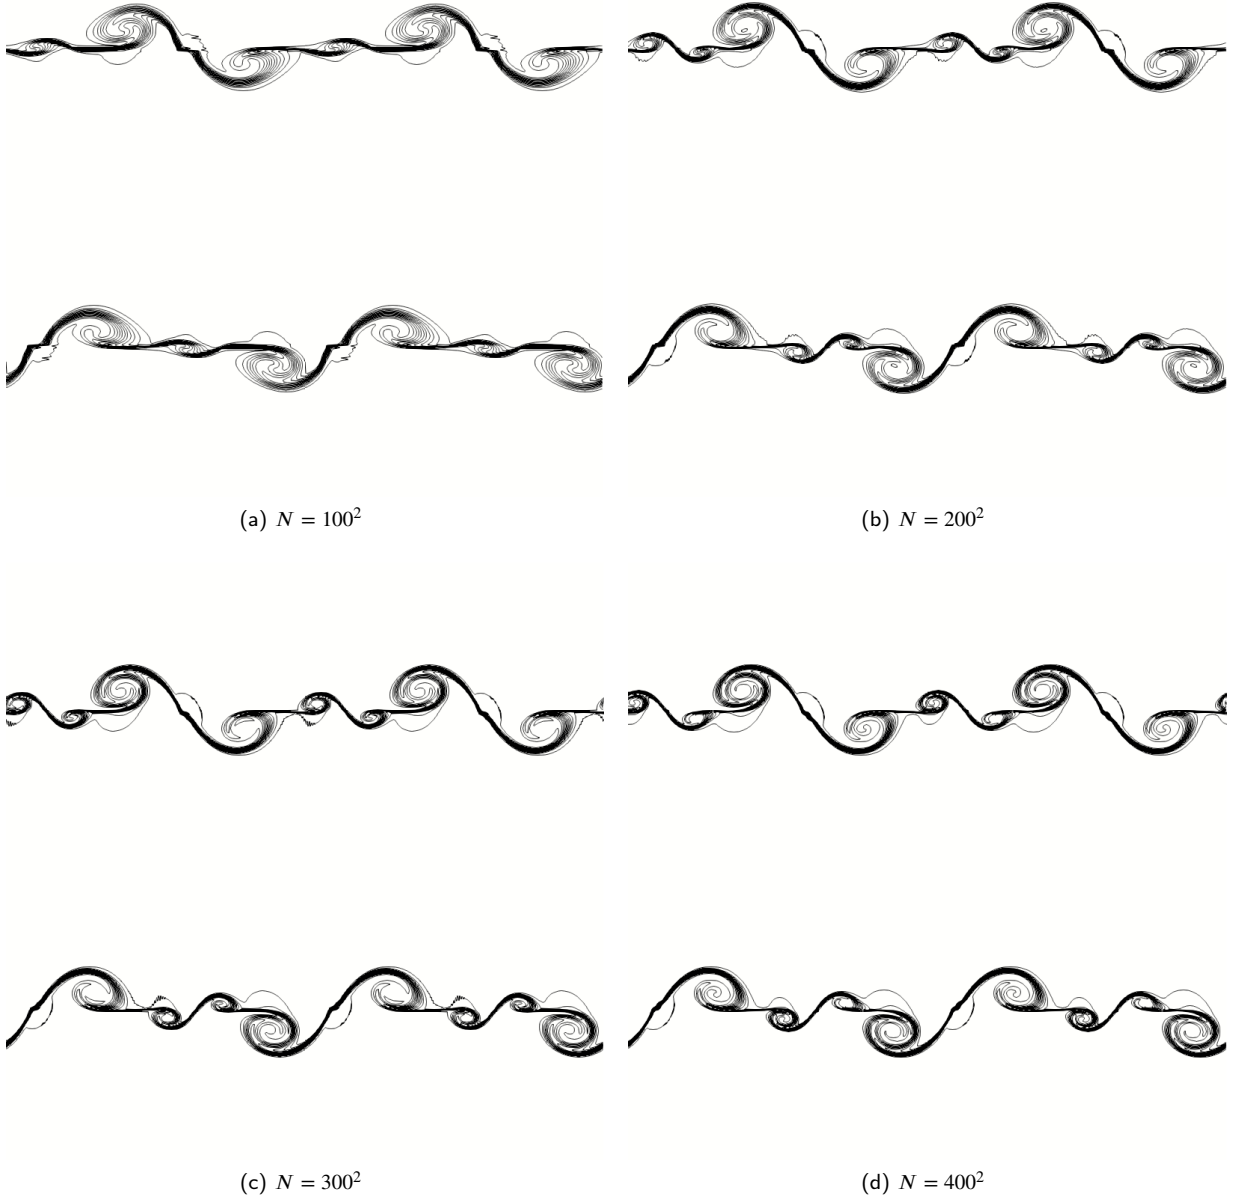 (a) N = 100²
(b) N = 200²
(c) N = 300²
(d) N = 400²